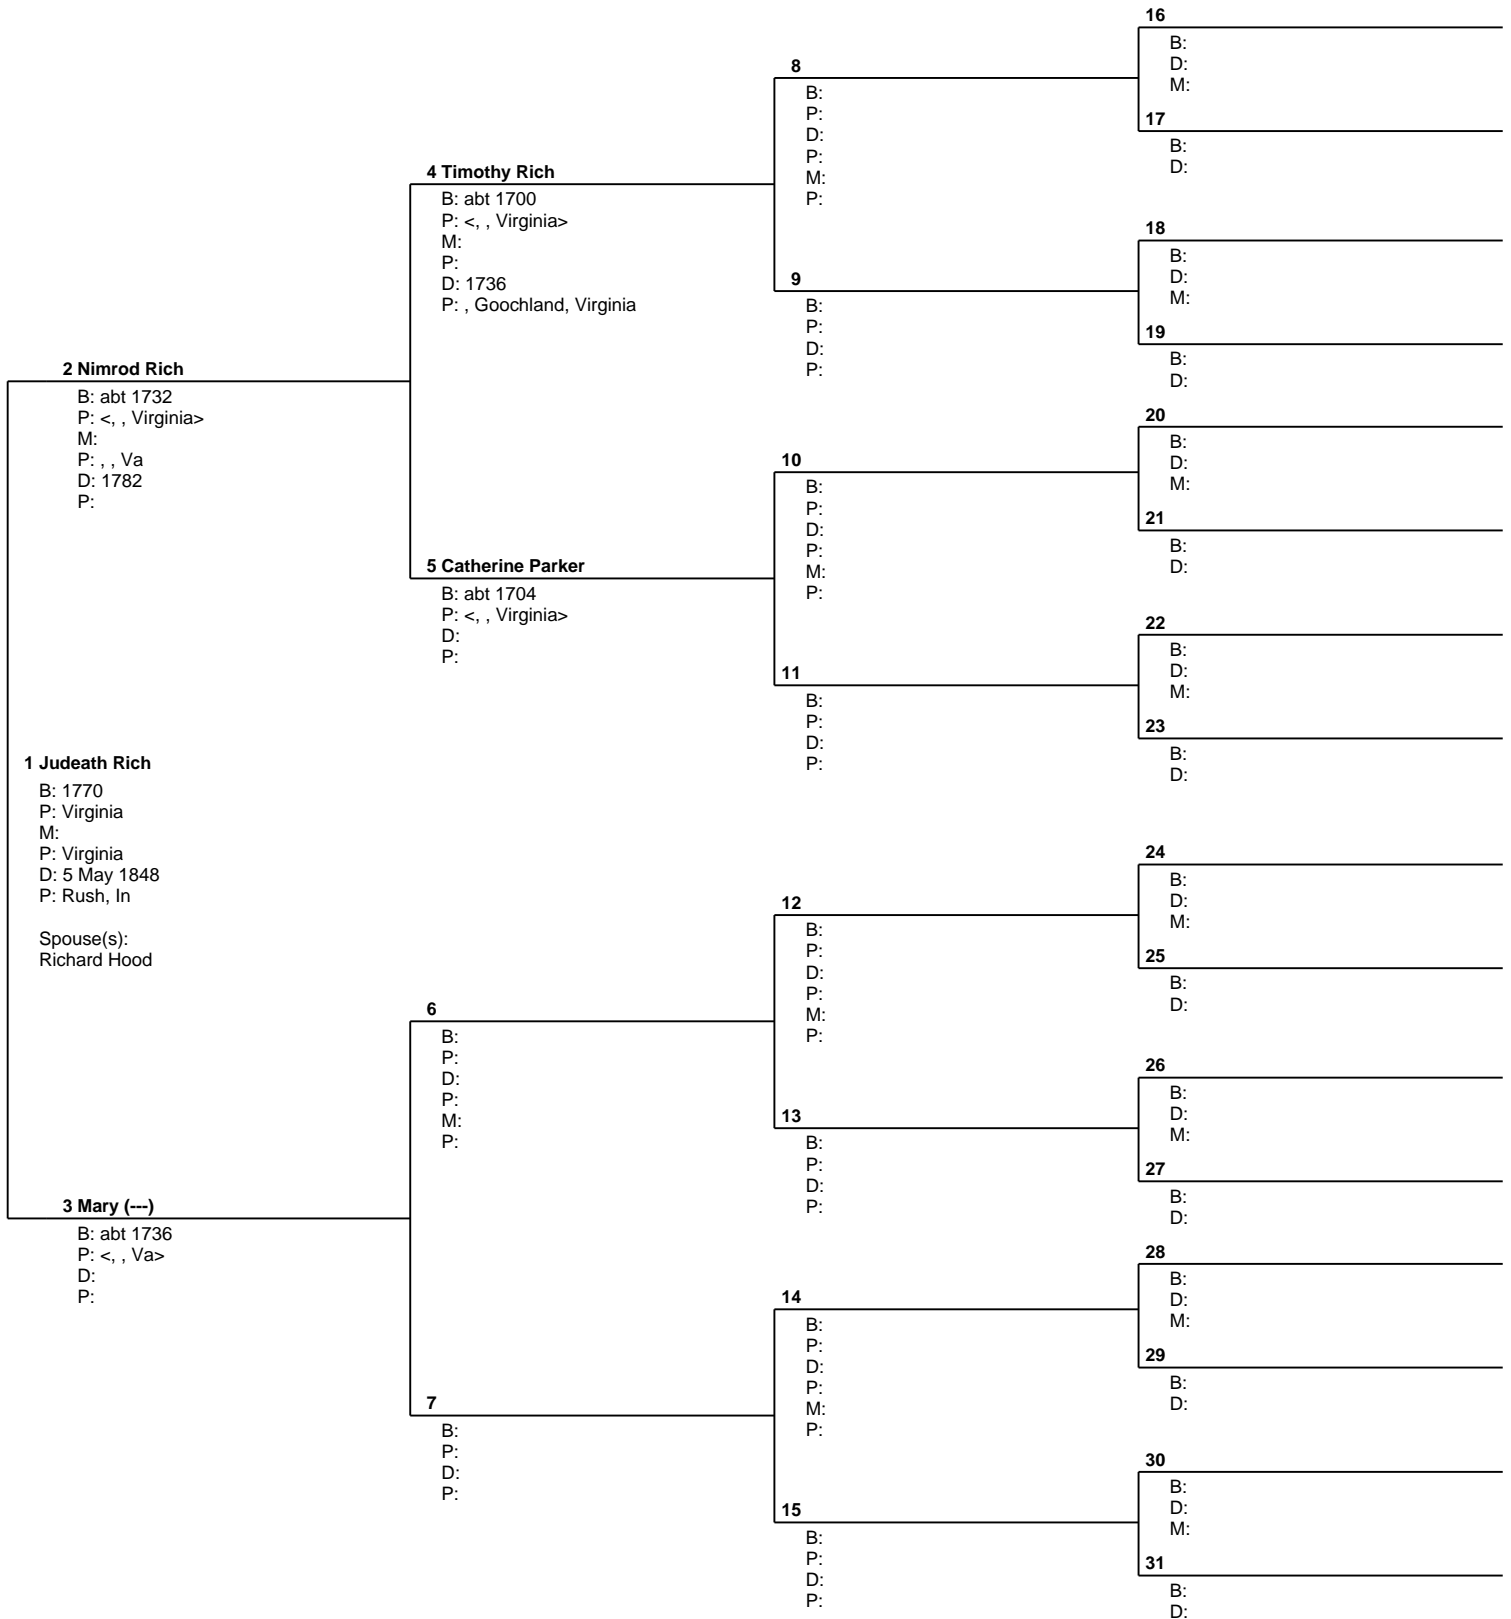 1 Judeath Rich
B: 1770
P: Virginia
M:
P: Virginia
D: 5 May 1848
P: Rush, In
Spouse(s):
Richard Hood
2 Nimrod Rich
B: abt 1732
P: <, , Virginia>
M:
P: , , Va
D: 1782
P:
3 Mary (---)
B: abt 1736
P: <, , Va>
D:
P:
4 Timothy Rich
B: abt 1700
P: <, , Virginia>
M:
P:
D: 1736
P: , Goochland, Virginia
5 Catherine Parker
B: abt 1704
P: <, , Virginia>
D:
P:
6
B:
P:
D:
P:
M:
P:
7
B:
P:
D:
P:
8
B:
P:
D:
P:
M:
P:
9
B:
P:
D:
P:
10
B:
P:
D:
P:
M:
P:
11
B:
P:
D:
P:
12
B:
P:
D:
P:
M:
P:
13
B:
P:
D:
P:
14
B:
P:
D:
P:
M:
P:
15
B:
P:
D:
P:
16
B:
D:
M:
17
B:
D:
18
B:
D:
M:
19
B:
D:
20
B:
D:
M:
21
B:
D:
22
B:
D:
M:
23
B:
D:
24
B:
D:
M:
25
B:
D:
26
B:
D:
M:
27
B:
D:
28
B:
D:
M:
29
B:
D:
30
B:
D:
M:
31
B:
D: